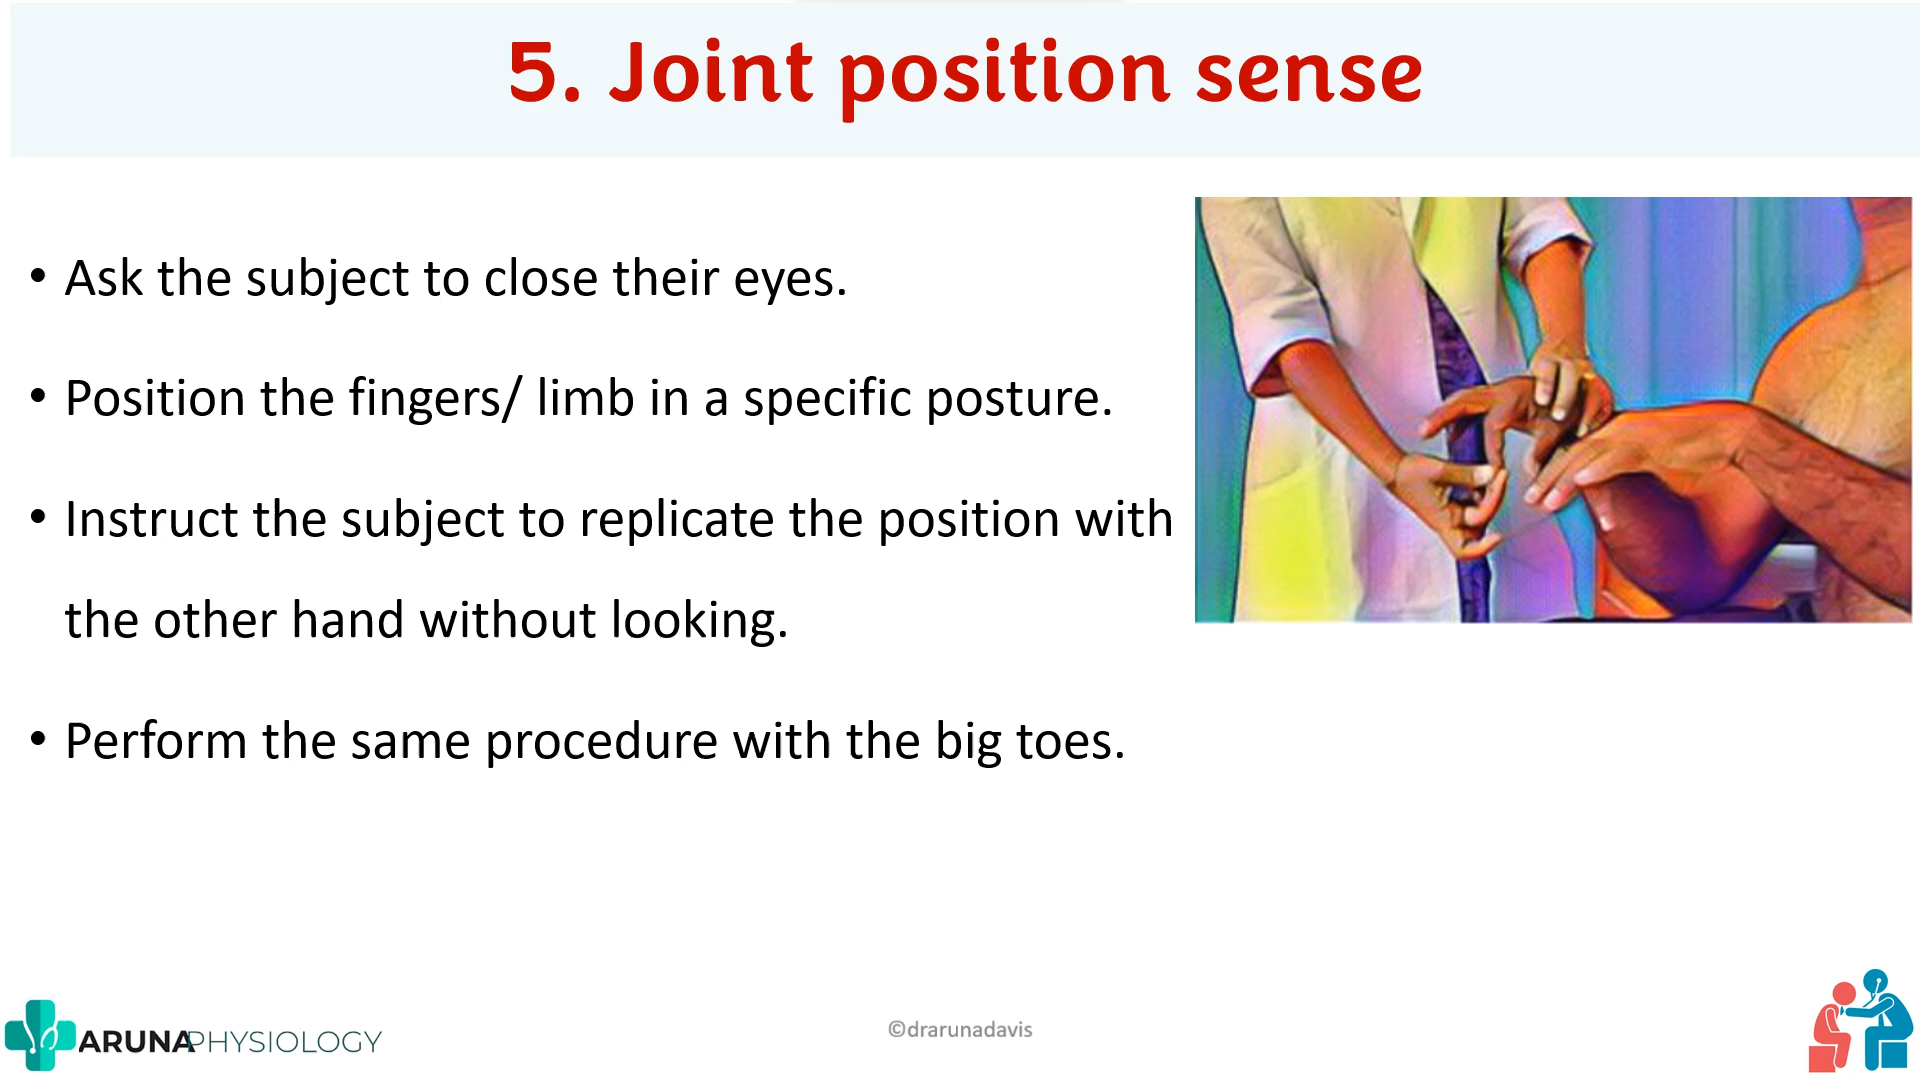 5. Joint position sense
• Ask the subject to close their eyes.
• Position the fingers/ limb in a specific posture.
• Instruct the subject to replicate the position with
the other hand without looking.
• Perform the same procedure with the big toes.
ARUNAPHYSIOLOGY
©drarunadavis